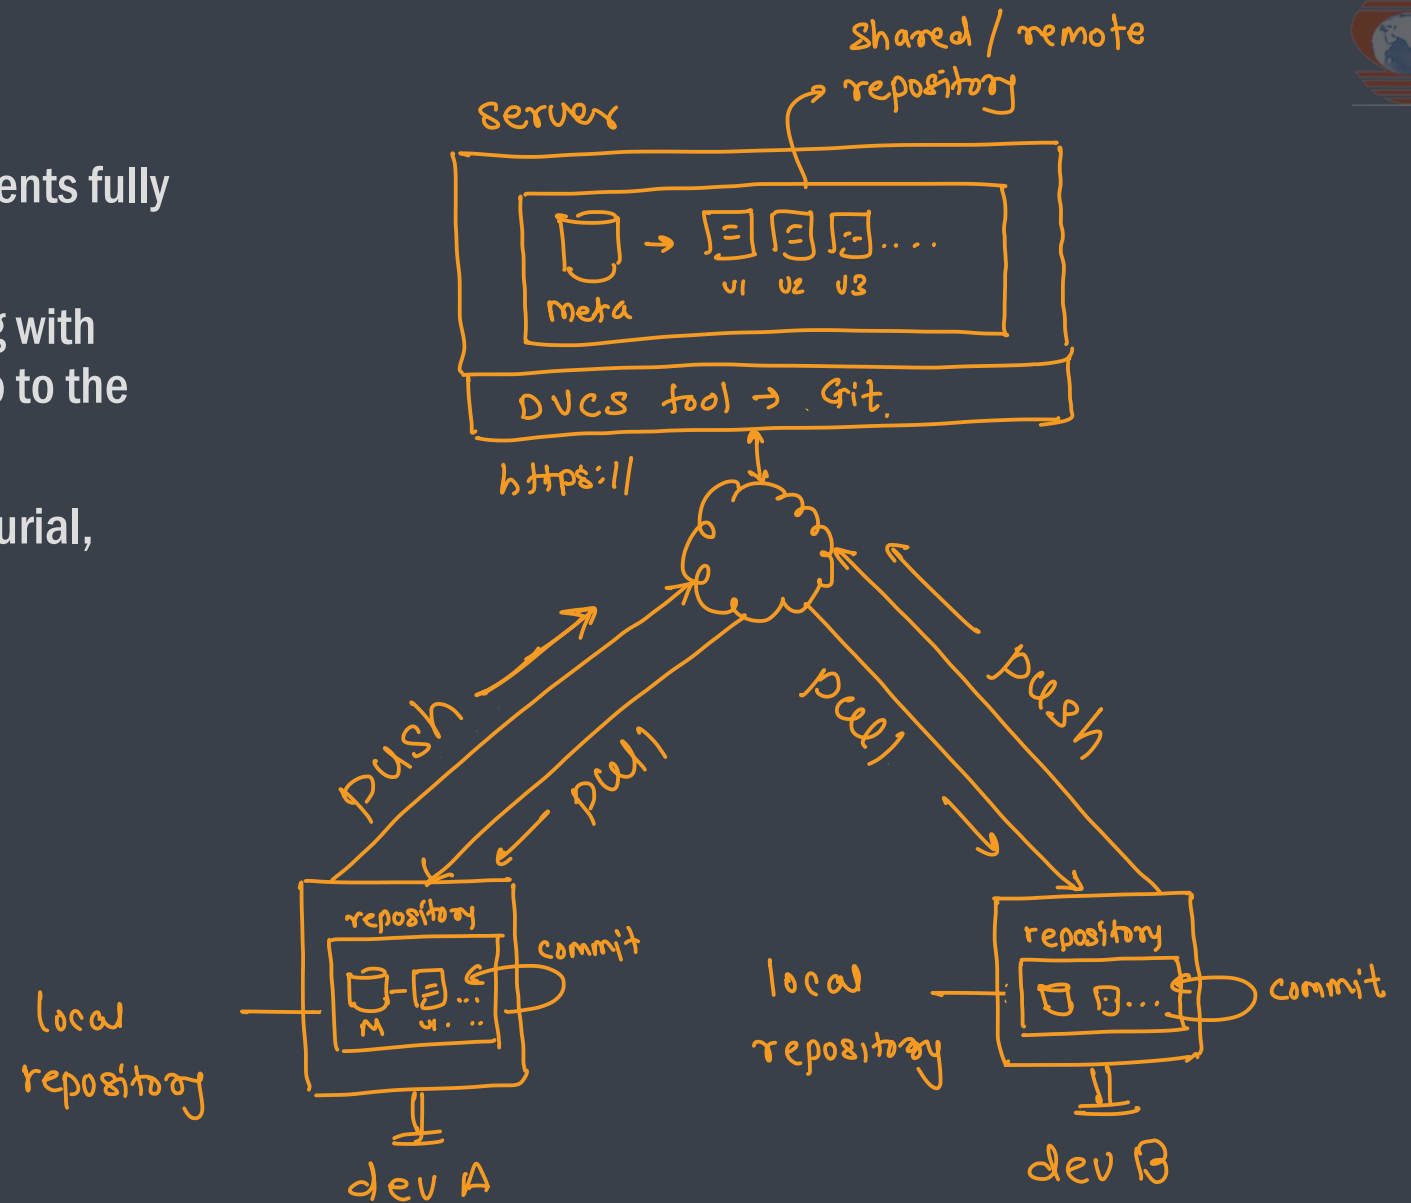 ents fully
g with
o to the
urial,
shared / remote
repository
server
meta
v1 v2 v3 ....
DVCS tool → Git.
https://
push
pull
pull
push
repository
M v1. ...
commit
local
repository
dev A
repository
...
commit
local
repository
dev B